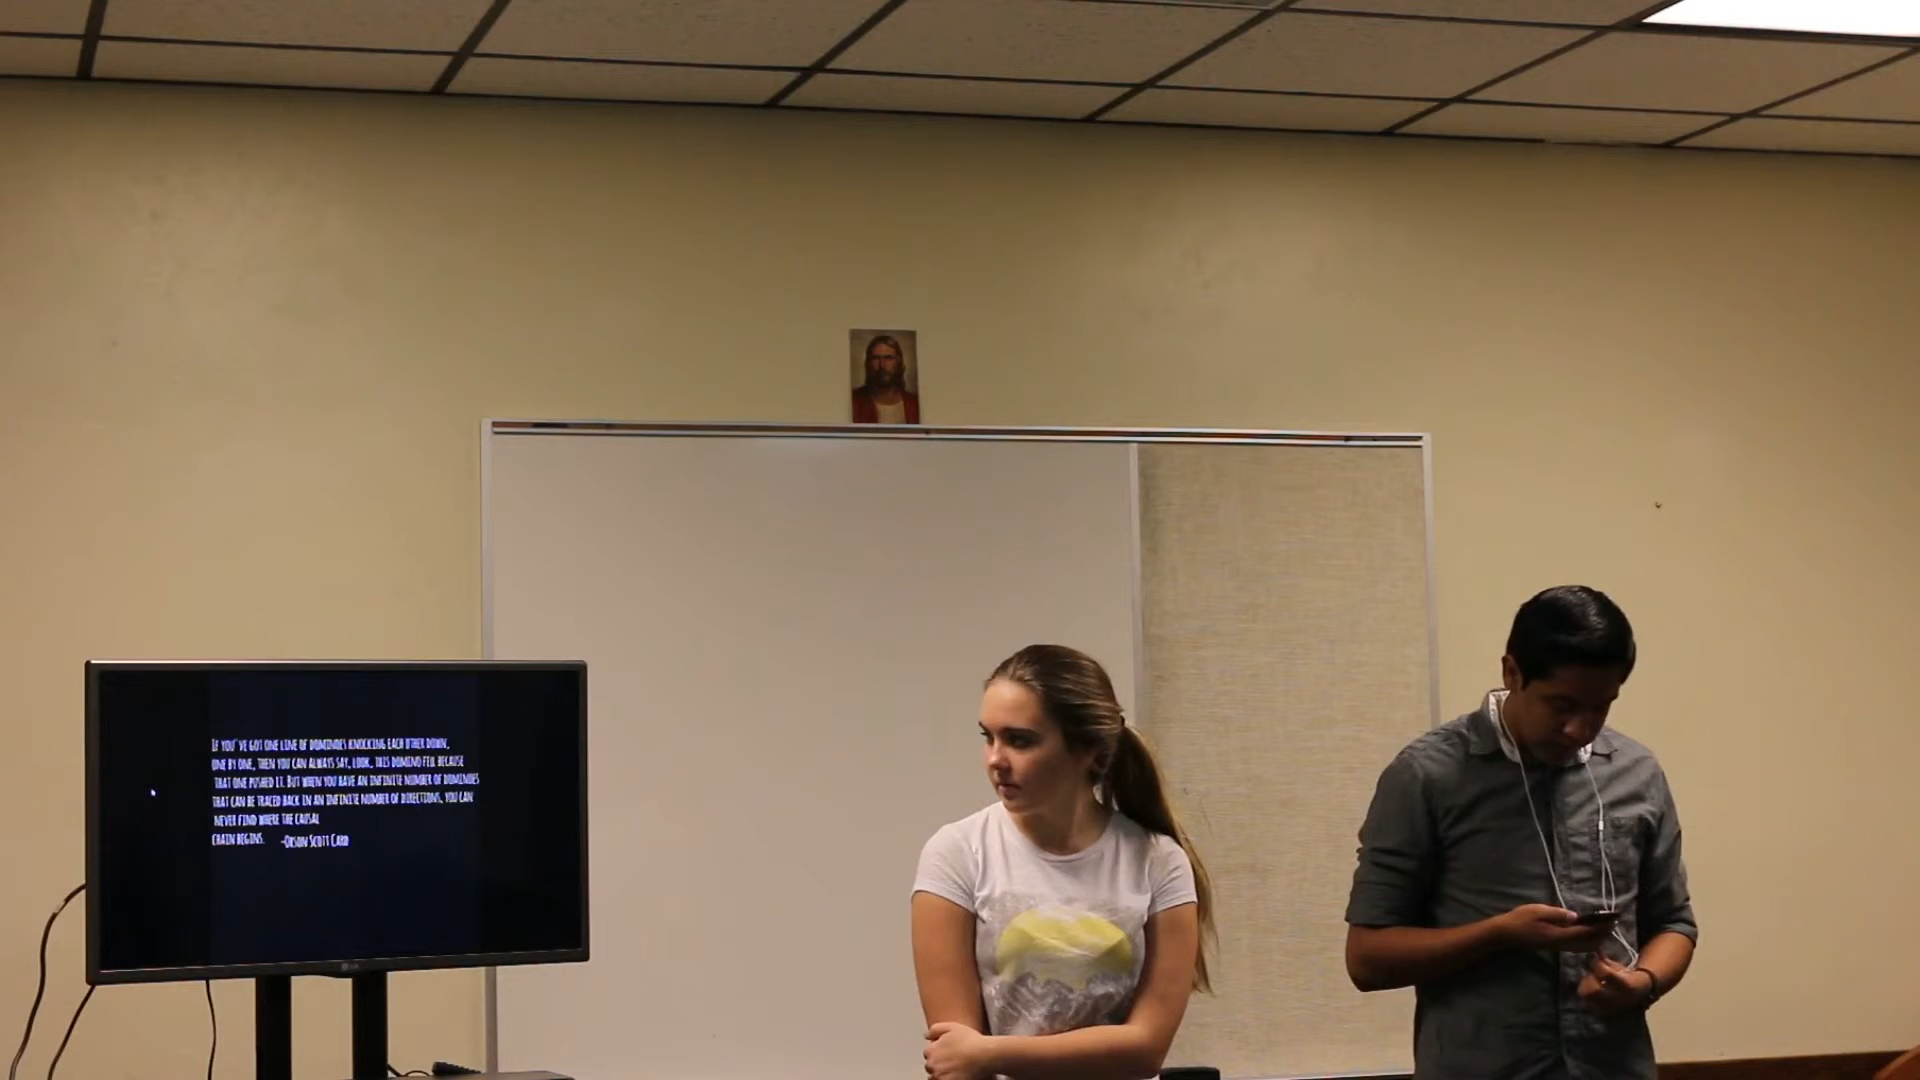 If you've got one line of dominoes knocking each other down,
one by one, then you can always say, look, this domino fell because
that one pushed it. But when you have an infinite number of dominoes
that can be traced back in an infinite number of directions, you can
never find where the causal
chain begins. -Orson Scott Card
LG